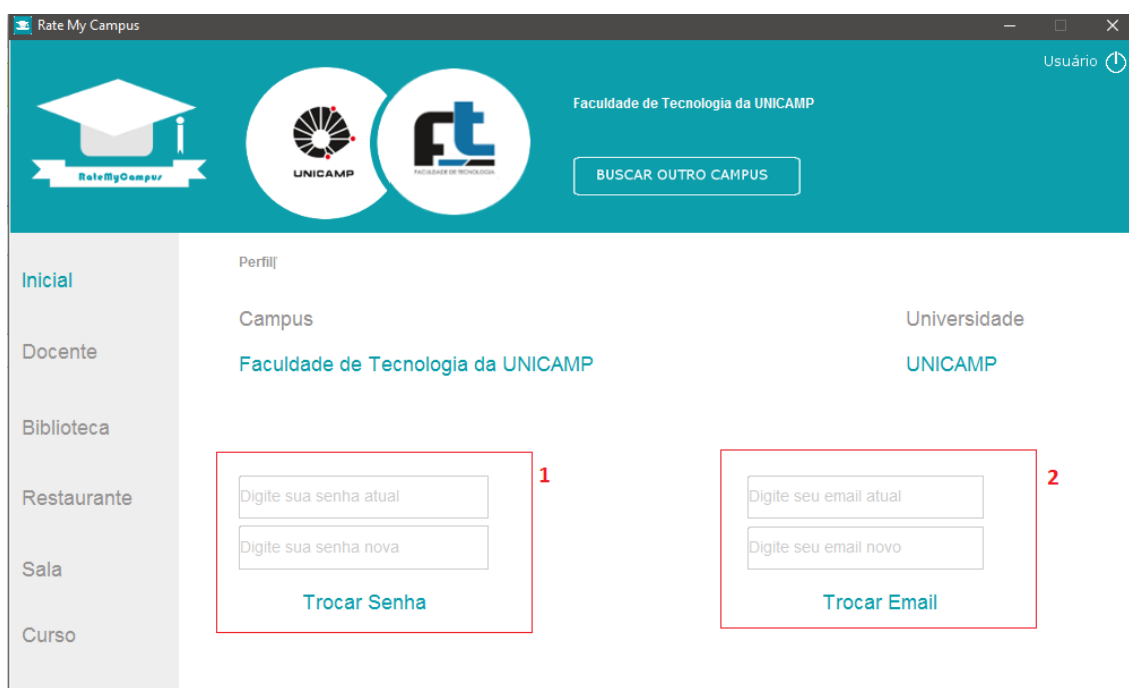 Rate My Campus
Usuário
RateMyCampus
UNICAMP
FACULDADE DE TECNOLOGIA
Faculdade de Tecnologia da UNICAMP
BUSCAR OUTRO CAMPUS
Inicial
Docente
Biblioteca
Restaurante
Sala
Curso
Perfil
Campus
Universidade
Faculdade de Tecnologia da UNICAMP
UNICAMP
1
Digite sua senha atual
Digite sua senha nova
Trocar Senha
2
Digite seu email atual
Digite seu email novo
Trocar Email